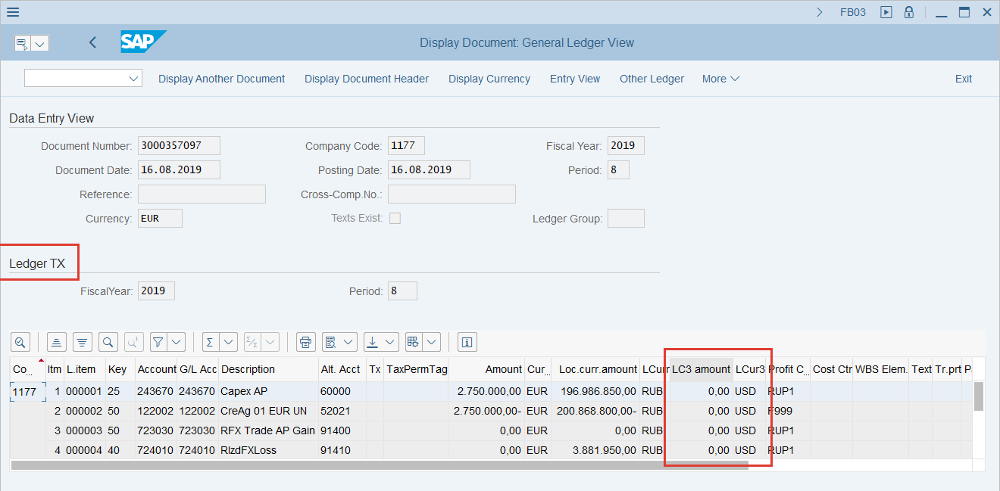 FB03
SAP
Display Document: General Ledger View
Display Another Document Display Document Header Display Currency Entry View Other Ledger More Exit
Data Entry View
Document Number: 3000357097 Company Code: 1177 Fiscal Year: 2019
Document Date: 16.08.2019 Posting Date: 16.08.2019 Period: 8
Reference: Cross-Comp.No.:
Currency: EUR Texts Exist: Ledger Group:
Ledger TX
FiscalYear: 2019 Period: 8
Co... Itm L.item Key Account G/L Acc Description Alt. Acct Tx TaxPermTag Amount Cur... Loc.curr.amount LCurr LC3 amount LCur3 Profit C... Cost Ctr WBS Elem. Text Tr.prt P
1177 1 000001 25 243670 243670 Capex AP 60000 2.750.000,00 EUR 196.986.850,00 RUB 0,00 USD RUP1
2 000002 50 122002 122002 CreAg 01 EUR UN 52021 2.750.000,00- EUR 200.868.800,00- RUB 0,00 USD F999
3 000003 50 723030 723030 RFX Trade AP Gain 91400 0,00 EUR 0,00 RUB 0,00 USD RUP1
4 000004 40 724010 724010 RlzdFXLoss 91410 0,00 EUR 3.881.950,00 RUB 0,00 USD RUP1